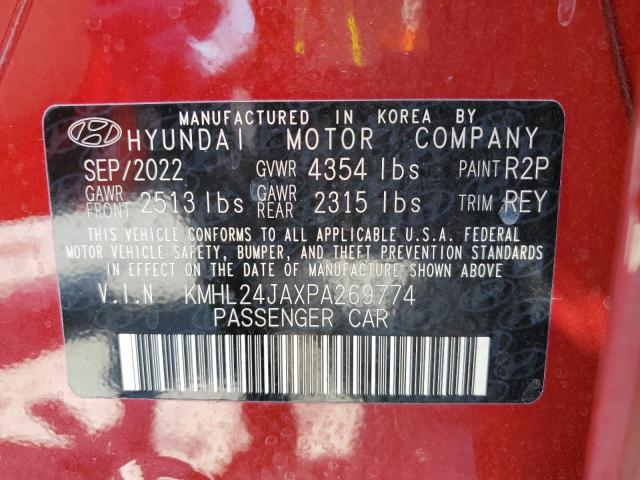 MANUFACTURED IN KOREA BY
HYUNDAI MOTOR COMPANY
SEP/2022 GVWR 4354 lbs PAINT R2P
GAWR FRONT 2513 lbs GAWR REAR 2315 lbs TRIM REY
THIS VEHICLE CONFORMS TO ALL APPLICABLE U.S.A. FEDERAL
MOTOR VEHICLE SAFETY, BUMPER, AND THEFT PREVENTION STANDARDS
IN EFFECT ON THE DATE OF MANUFACTURE SHOWN ABOVE
V.I.N KMHL24JAXPA269774
PASSENGER CAR